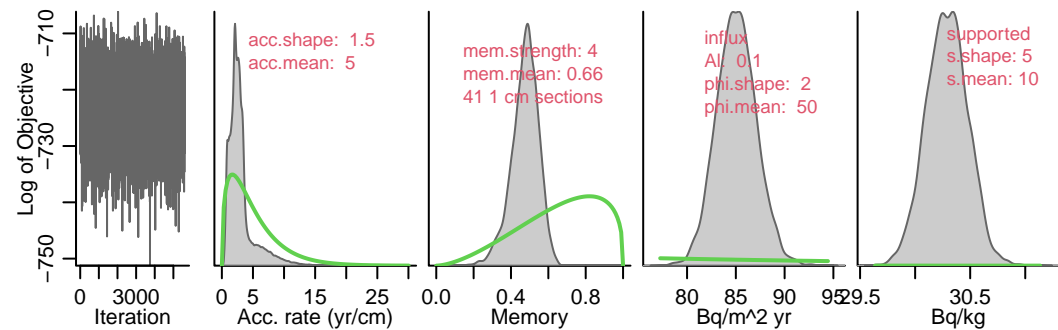 Log of Objective
−710
−730
−750
0
3000
Iteration
acc.shape: 1.5
acc.mean: 5
0
5
15
25
Acc. rate (yr/cm)
mem.strength: 4
mem.mean: 0.66
41 1 cm sections
0.0
0.4
0.8
Memory
influx
Al: 0.1
phi.shape: 2
phi.mean: 50
80
85
90
95
Bq/m^2 yr
supported
s.shape: 5
s.mean: 10
29.5
30.5
Bq/kg